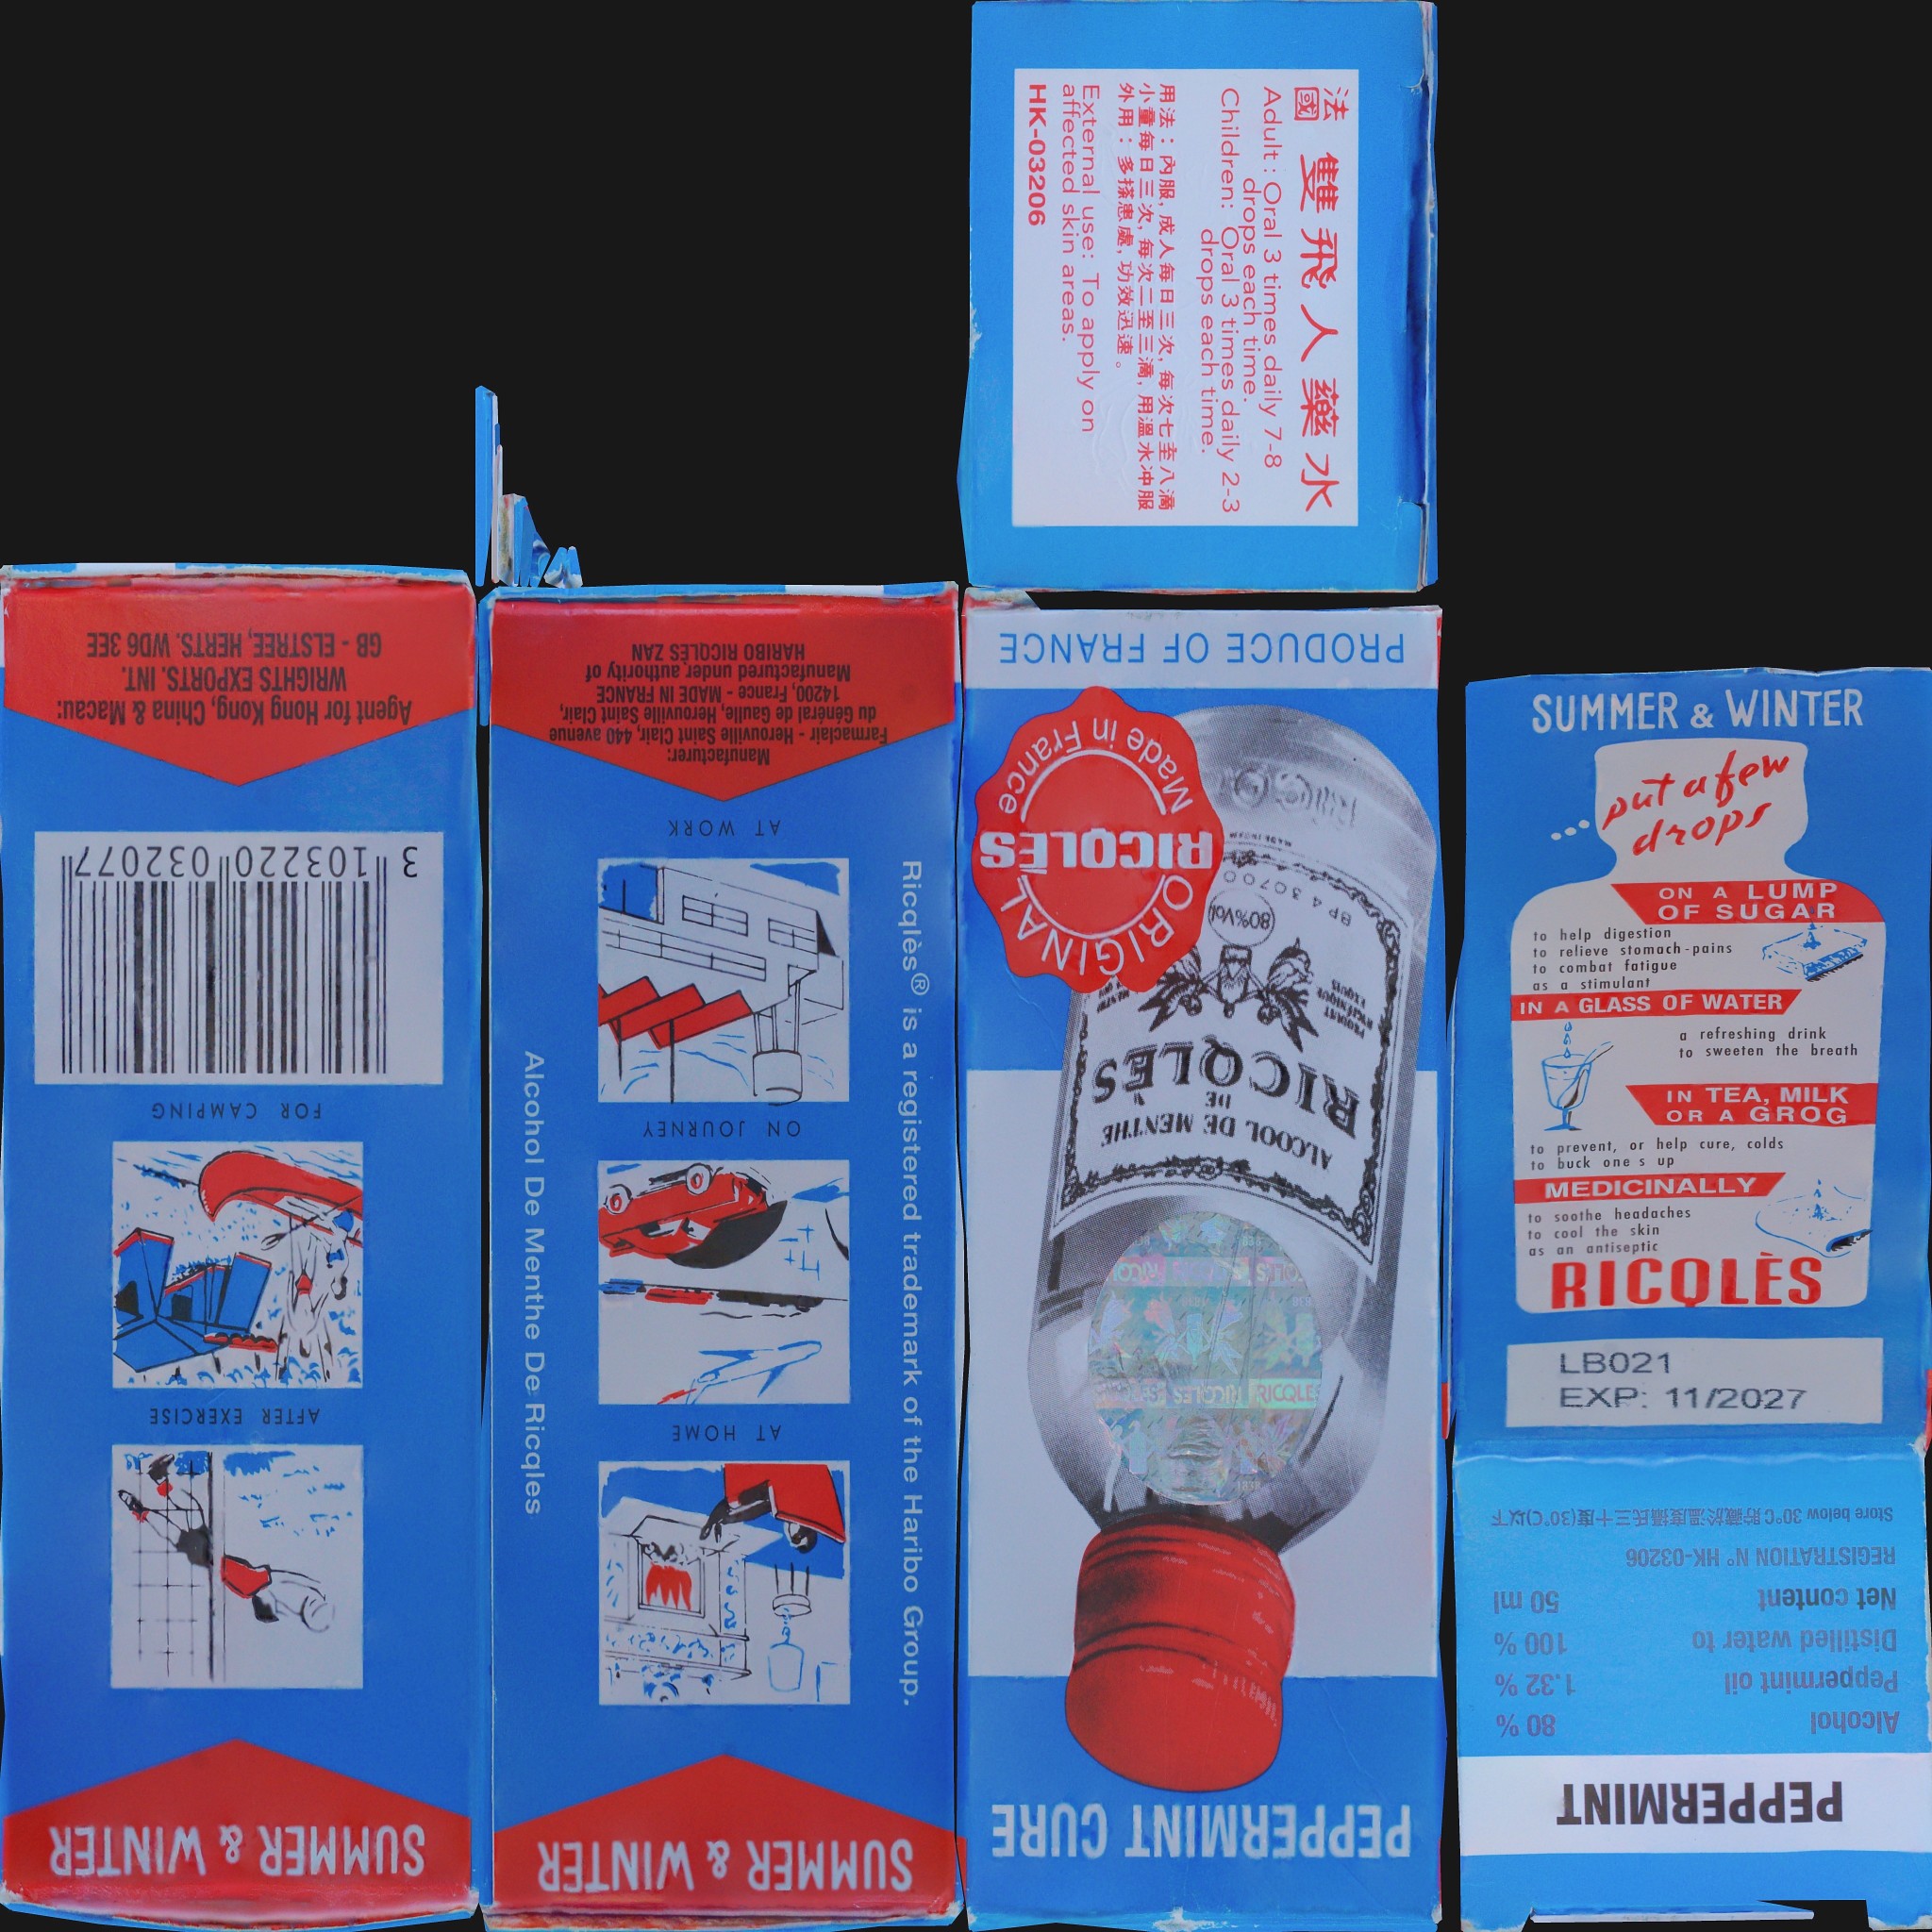 法國 雙飛人藥水
Adult : Oral 3 times daily 7-8
drops each time.
Children: Oral 3 times daily 2-3
drops each time.
用法：內服,成人每日三次,每次七至八滴
小童每日三次,每次二至三滴,用溫水冲服
外用：多搽患處,功效迅速。
External use: To apply on
affected skin areas.
HK-03206
SUMMER & WINTER
AFTER EXERCISE
FOR CAMPING
3 103220 032077
Agent for Hong Kong, China & Macau:
WRIGHTS EXPORTS. INT.
GB - ELSTREE, HERTS. WD6 3EE
SUMMER & WINTER
AT HOME
ON JOURNEY
AT WORK
Alcohol De Menthe De Ricqles
Ricqlès® is a registered trademark of the Haribo Group.
Manufacturer:
Farmaclair - Herouville Saint Clair, 440 avenue
du Général de Gaulle, Herouville Saint Clair,
14200, France - MADE IN FRANCE
Manufactured under authority of
HARIBO RICQLÈS ZAN
PEPPERMINT CURE
ALCOOL DE MENTHE
DE
RICQLÈS
PRODUIT
HYGIÉNIQUE
EXQUIS
80%Vol
BP 4 30700
ORIGINAL
RICQLES
Made in France
PRODUCE OF FRANCE
SUMMER & WINTER
put a few
drops
ON A LUMP
OF SUGAR
to help digestion
to relieve stomach-pains
to combat fatigue
as a stimulant
IN A GLASS OF WATER
a refreshing drink
to sweeten the breath
IN TEA, MILK
OR A GROG
to prevent, or help cure, colds
to buck one s up
MEDICINALLY
to soothe headaches
to cool the skin
as an antiseptic
RICQLÈS
LB021
EXP: 11/2027
PEPPERMINT
Alcohol 80 %
Peppermint oil 1.32 %
Distilled water to 100 %
Net content 50 ml
REGISTRATION N° HK-03206
Store below 30°C 貯藏於溫度攝氏三十度(30°C)以下